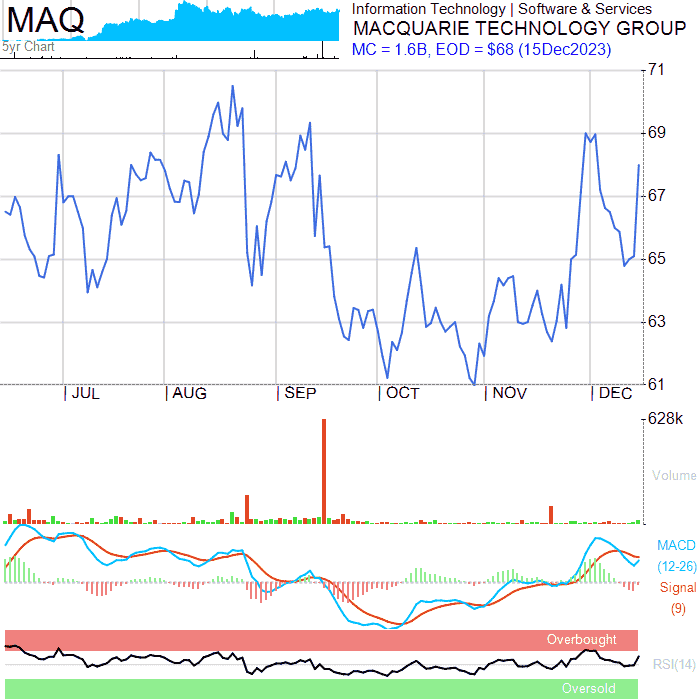 MAQ
5yr Chart
Information Technology | Software & Services
MACQUARIE TECHNOLOGY GROUP
MC = 1.6B, EOD = $68 (15Dec2023)
71
69
67
65
63
61
JUL
AUG
SEP
OCT
NOV
DEC
628k
Volume
MACD
(12-26)
Signal
(9)
Overbought
RSI(14)
Oversold